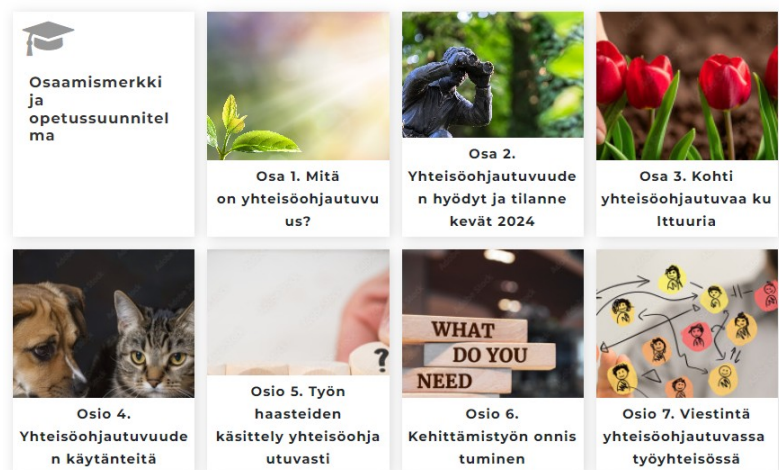 Osaamismerkki
ja
opetussuunnitel
ma
Osa 1. Mitä
on yhteisöohjautuvu
us?
Osa 2.
Yhteisöohjautuvuude
n hyödyt ja tilanne
kevät 2024
Osa 3. Kohti
yhteisöohjautuvaa ku
lttuuria
Osio 4.
Yhteisöohjautuvuude
n käytänteitä
?
Osio 5. Työn
haasteiden
käsittely yhteisöohja
utuvasti
WHAT
DO YOU
NEED
Osio 6.
Kehittämistyön onnis
tuminen
Osio 7. Viestintä
yhteisöohjautuvassa
työyhteisössä